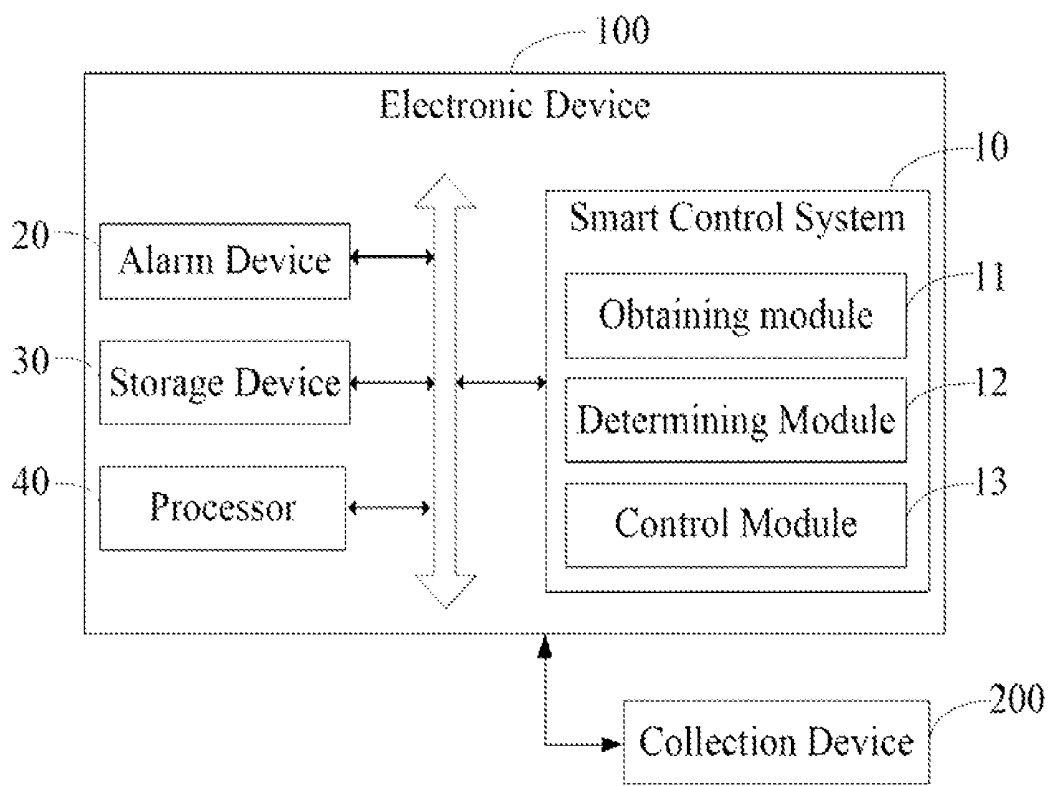 100
Electronic Device
10
Smart Control System
20
Alarm Device
11
Obtaining module
30
Storage Device
12
Determining Module
40
Processor
13
Control Module
200
Collection Device